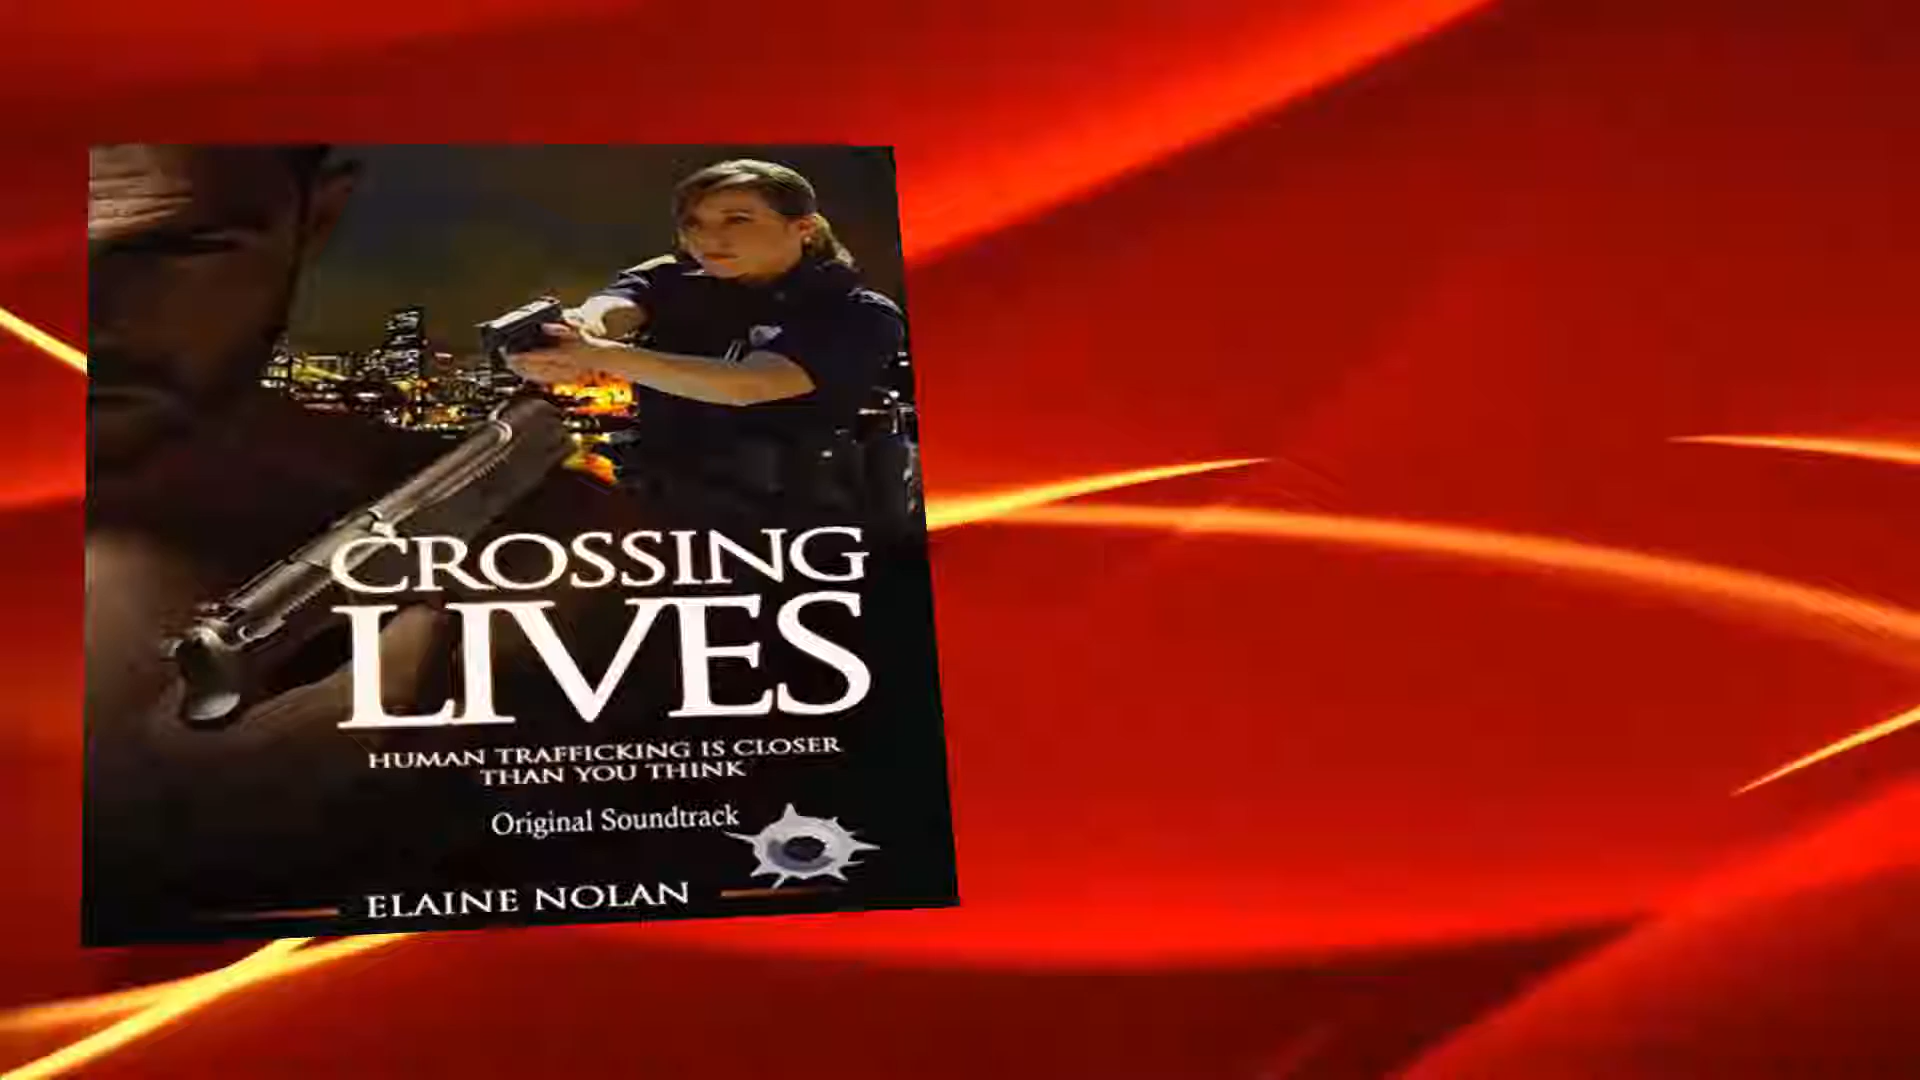 CROSSING
LIVES
HUMAN TRAFFICKING IS CLOSER
THAN YOU THINK
Original Soundtrack
ELAINE NOLAN